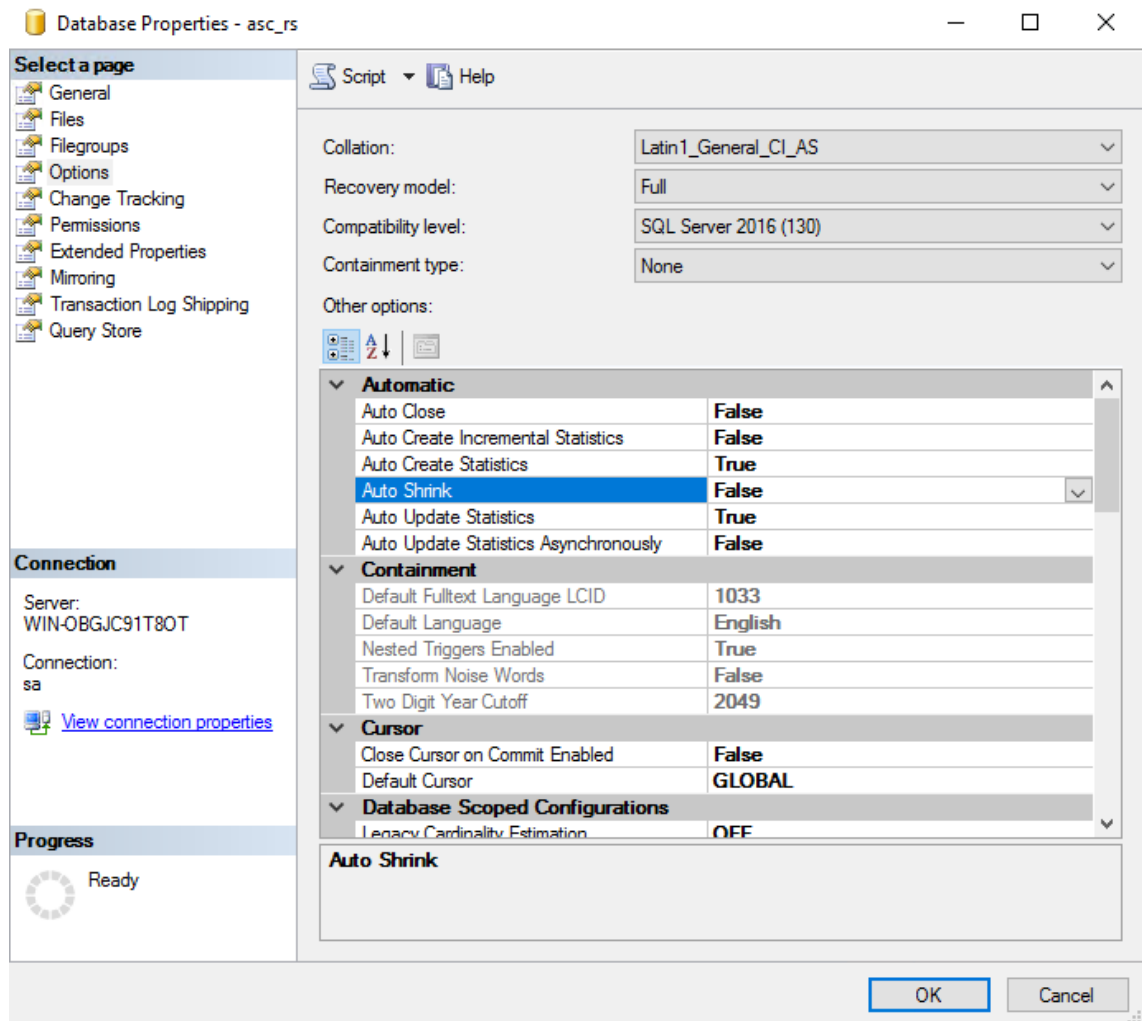 Database Properties - asc_rs
Select a page
General
Files
Filegroups
Options
Change Tracking
Permissions
Extended Properties
Mirroring
Transaction Log Shipping
Query Store
Connection
Server:
WIN-OBGJC91T8OT
Connection:
sa
View connection properties
Progress
Ready
Script Help
Collation: Latin1_General_CI_AS
Recovery model: Full
Compatibility level: SQL Server 2016 (130)
Containment type: None
Other options:
Automatic
Auto Close False
Auto Create Incremental Statistics False
Auto Create Statistics True
Auto Shrink False
Auto Update Statistics True
Auto Update Statistics Asynchronously False
Containment
Default Fulltext Language LCID 1033
Default Language English
Nested Triggers Enabled True
Transform Noise Words False
Two Digit Year Cutoff 2049
Cursor
Close Cursor on Commit Enabled False
Default Cursor GLOBAL
Database Scoped Configurations
Legacy Cardinality Estimation OFF
Auto Shrink
OK Cancel